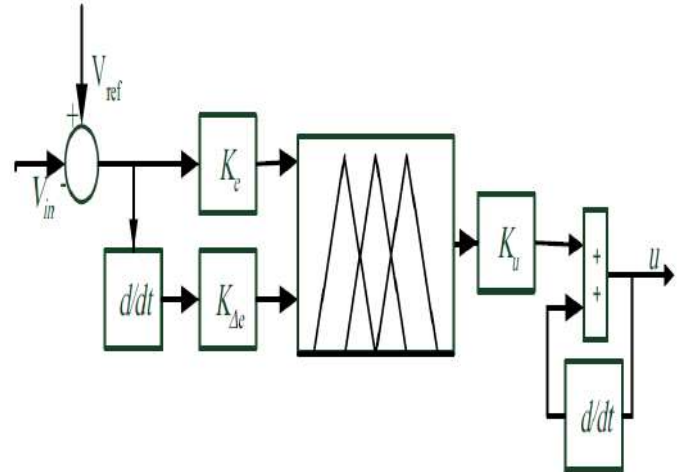 V_ref
+
V_in
-
K_e
d/dt
K_Δe
K_u
+
+
u
d/dt